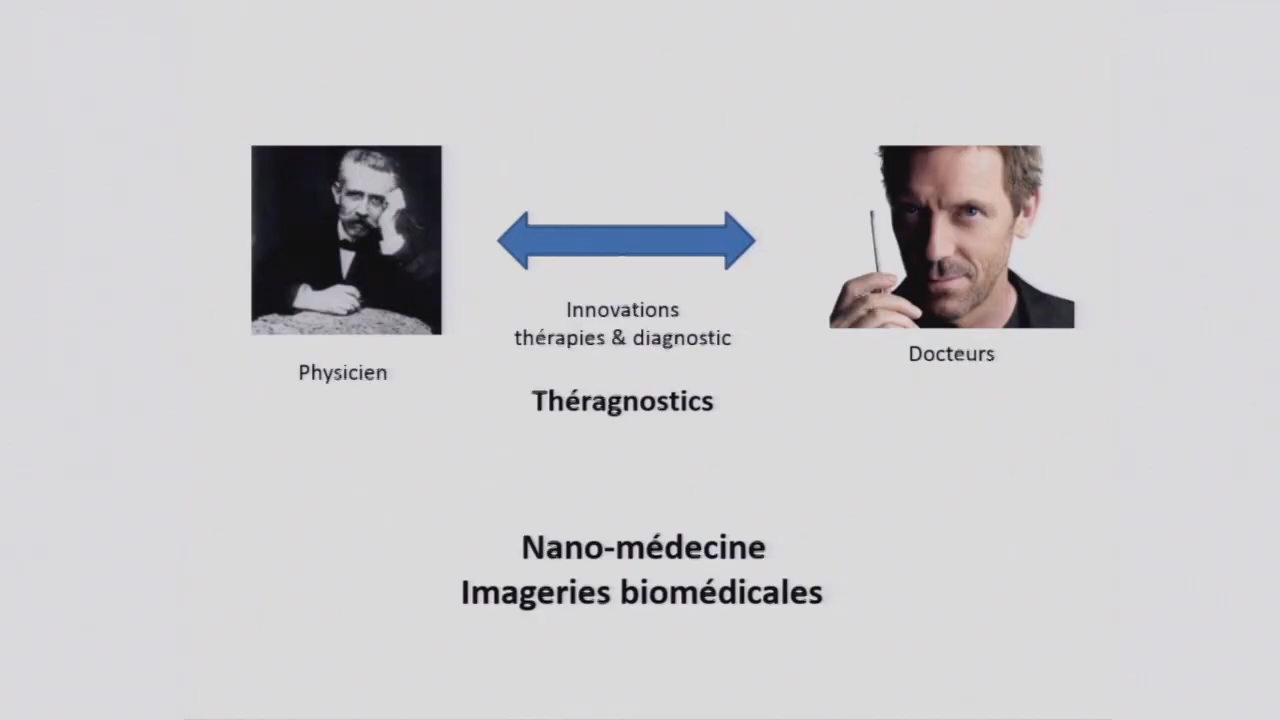 Innovations
thérapies & diagnostic
Physicien
Docteurs
Théragnostics
Nano-médecine
Imageries biomédicales